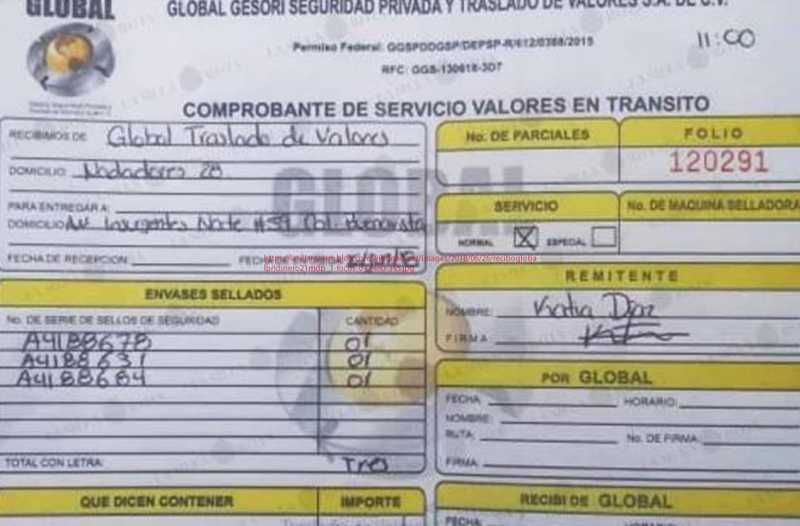 GLOBAL
GLOBAL GESORI SEGURIDAD PRIVADA Y TRASLADO DE VALORES S.A. DE C.V.
Permiso Federal: GGSPDDGSP/DEPSP-R/612/0368/2015
11:00
RFC: GGS-130618-3D7
COMPROBANTE DE SERVICIO VALORES EN TRANSITO
RECIBIMOS DE: Global Traslado de Valores
DOMICILIO: Nadadores 28
PARA ENTREGAR A:
DOMICILIO: Av. Insurgentes Norte #59 Col. Buenavista
FECHA DE RECEPCION: FECHA DE ENTREGA:
No. DE PARCIALES
FOLIO
120291
SERVICIO
No. DE MAQUINA SELLADORA
NORMAL X ESPECIAL
REMITENTE
NOMBRE: Katia Diaz
FIRMA
ENVASES SELLADOS
No. DE SERIE DE SELLOS DE SEGURIDAD
CANTIDAD
A4188678 01
A4188631 01
A4188684 01
TOTAL CON LETRA: Tres
POR GLOBAL
FECHA: HORARIO:
NOMBRE:
RUTA: No. DE FIRMA:
FIRMA:
QUE DICEN CONTENER
IMPORTE
RECIBI DE GLOBAL
FECHA: